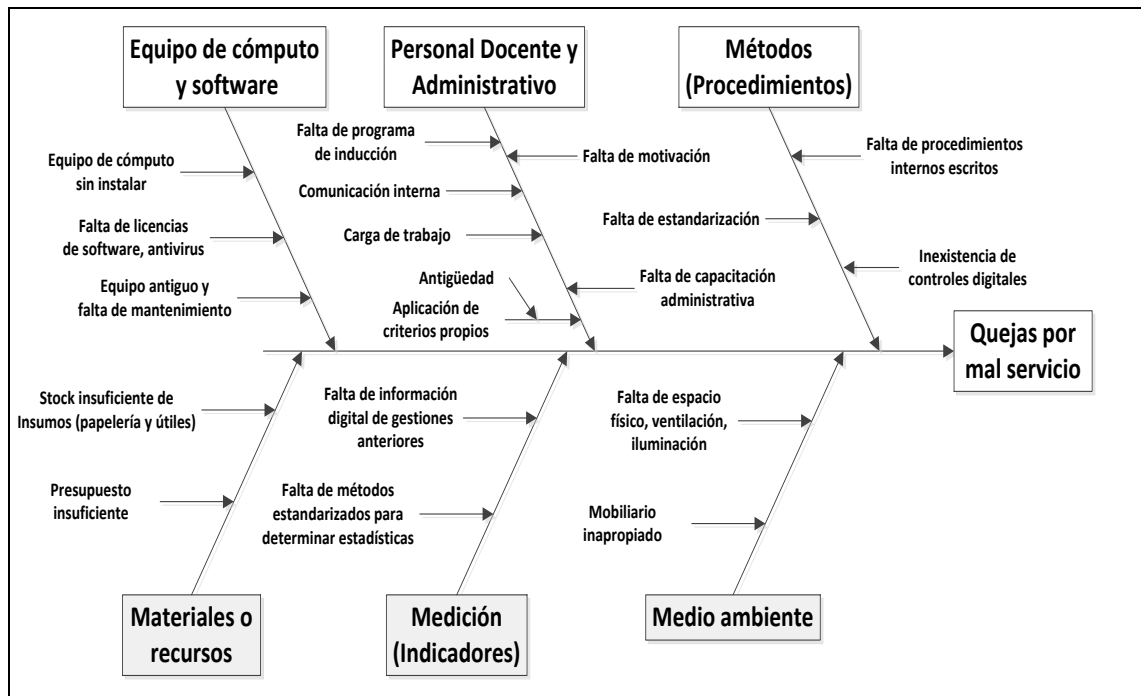 Equipo de cómputo
y software
Personal Docente y
Administrativo
Métodos
(Procedimientos)
Equipo de cómputo
sin instalar
Falta de licencias
de software, antivirus
Equipo antiguo y
falta de mantenimiento
Falta de programa
de inducción
Falta de motivación
Comunicación interna
Carga de trabajo
Antigüedad
Aplicación de
criterios propios
Falta de capacitación
administrativa
Falta de procedimientos
internos escritos
Falta de estandarización
Inexistencia de
controles digitales
Quejas por
mal servicio
Stock insuficiente de
Insumos (papelería y útiles)
Presupuesto
insuficiente
Falta de información
digital de gestiones
anteriores
Falta de métodos
estandarizados para
determinar estadísticas
Falta de espacio
físico, ventilación,
iluminación
Mobiliario
inapropiado
Materiales o
recursos
Medición
(Indicadores)
Medio ambiente